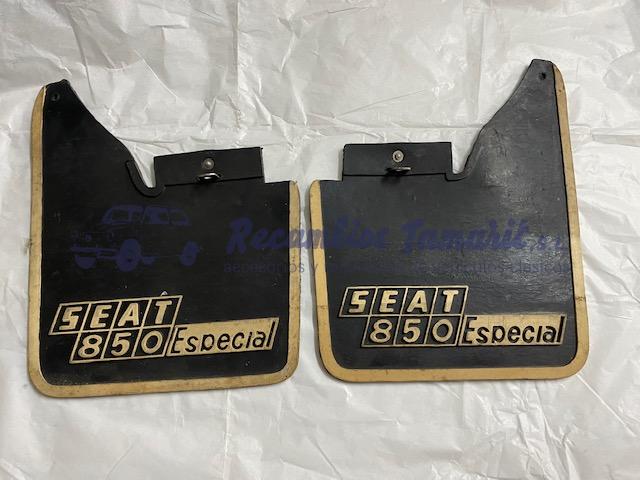 SEAT
850 Especial
SEAT
850 Especial
Recambios Tamarit s.l.